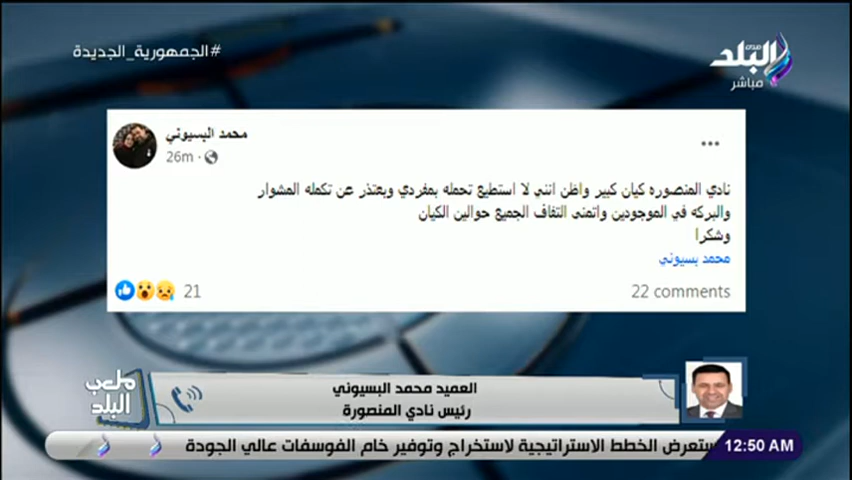 #الجمهورية_الجديدة
صدى البلد
مباشر
محمد البسيوني
26m
نادي المنصوره كيان كبير واظن انني لا استطيع تحمله بمفردي وبعتذر عن تكمله المشوار
والبركه في الموجودين واتمنى التفاف الجميع حوالين الكيان
وشكرا
محمد بسيوني
21
22 comments
العميد محمد البسيوني
رئيس نادي المنصورة
ملعب
البلد
ستعرض الخطط الاستراتيجية لاستخراج وتوفير خام الفوسفات عالي الجودة
12:50 AM